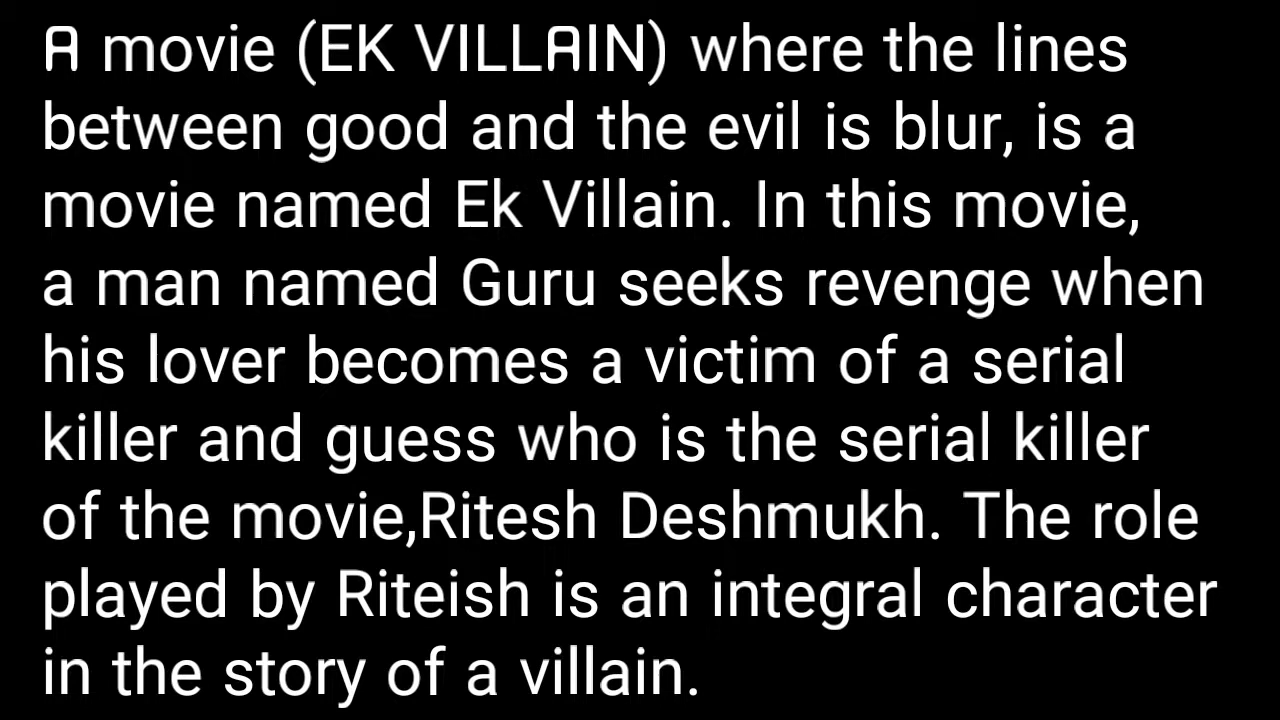 A movie (EK VILLAIN) where the lines
between good and the evil is blur, is a
movie named Ek Villain. In this movie,
a man named Guru seeks revenge when
his lover becomes a victim of a serial
killer and guess who is the serial killer
of the movie,Ritesh Deshmukh. The role
played by Riteish is an integral character
in the story of a villain.